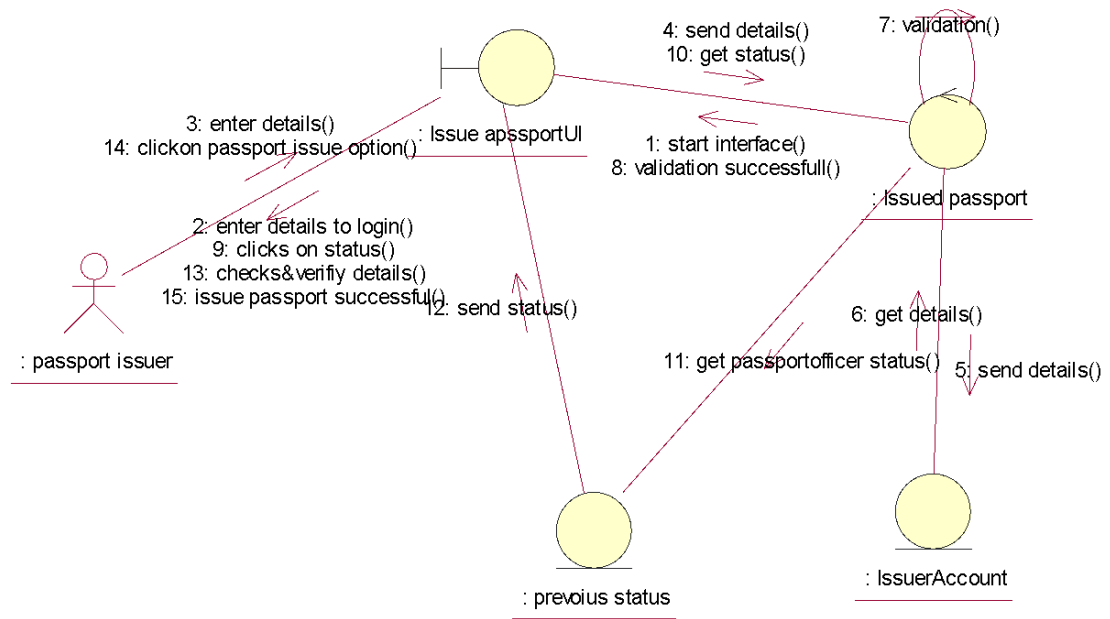 4: send details()
10: get status()
7: validation()
3: enter details()
14: clickon passport issue option()
: Issue apssportUI
1: start interface()
8: validation successfull()
: Issued passport
2: enter details to login()
9: clicks on status()
13: checks&verifiy details()
15: issue passport successful()
12: send status()
6: get details()
: passport issuer
11: get passportofficer status()
5: send details()
: IssuerAccount
: prevoius status